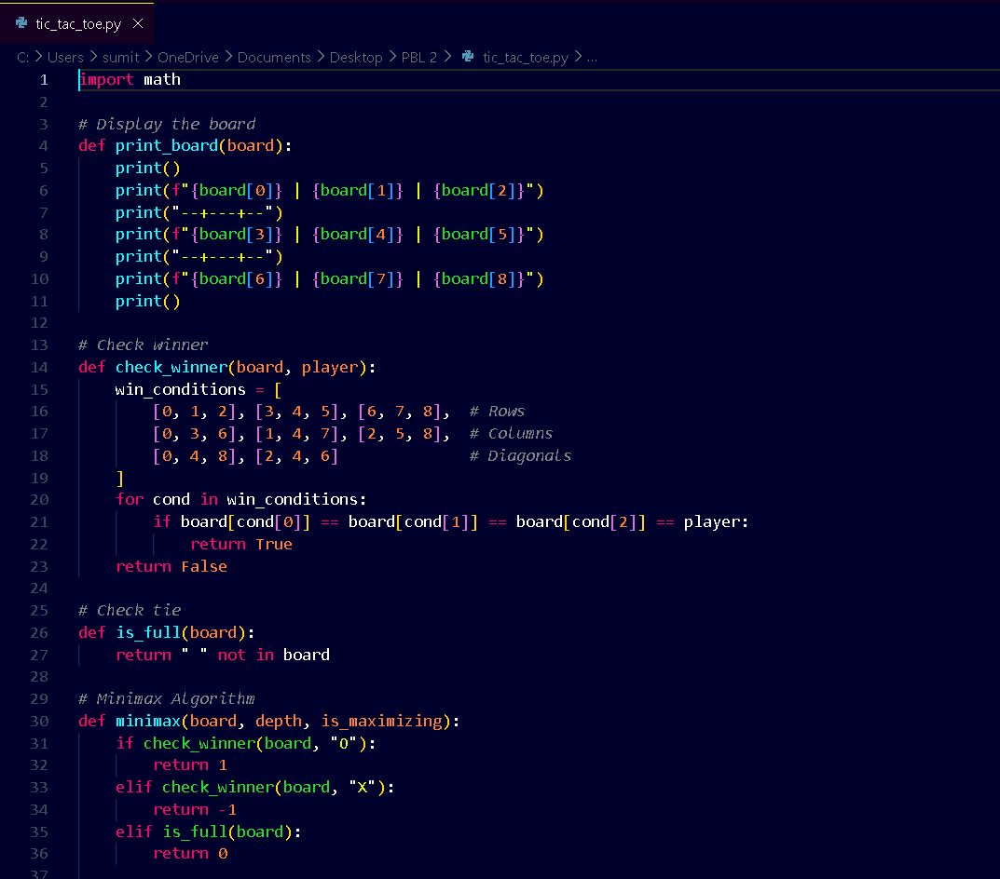 tic_tac_toe.py
C: > Users > sumit > OneDrive > Documents > Desktop > PBL 2 > tic_tac_toe.py > ...
1 import math
2
3 # Display the board
4 def print_board(board):
5     print()
6     print(f"{board[0]} | {board[1]} | {board[2]}")
7     print("--+---+--")
8     print(f"{board[3]} | {board[4]} | {board[5]}")
9     print("--+---+--")
10     print(f"{board[6]} | {board[7]} | {board[8]}")
11     print()
12
13 # Check winner
14 def check_winner(board, player):
15     win_conditions = [
16         [0, 1, 2], [3, 4, 5], [6, 7, 8],  # Rows
17         [0, 3, 6], [1, 4, 7], [2, 5, 8],  # Columns
18         [0, 4, 8], [2, 4, 6]              # Diagonals
19     ]
20     for cond in win_conditions:
21         if board[cond[0]] == board[cond[1]] == board[cond[2]] == player:
22             return True
23     return False
24
25 # Check tie
26 def is_full(board):
27     return " " not in board
28
29 # Minimax Algorithm
30 def minimax(board, depth, is_maximizing):
31     if check_winner(board, "O"):
32         return 1
33     elif check_winner(board, "X"):
34         return -1
35     elif is_full(board):
36         return 0
37